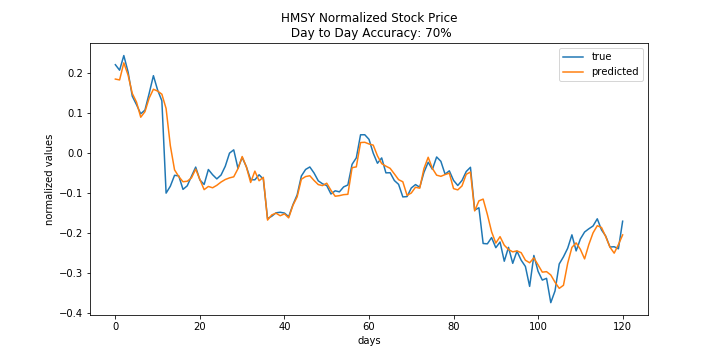 HMSY Normalized Stock Price
Day to Day Accuracy: 70%
true
predicted
normalized values
0.2
0.1
0.0
−0.1
−0.2
−0.3
−0.4
0 20 40 60 80 100 120
days